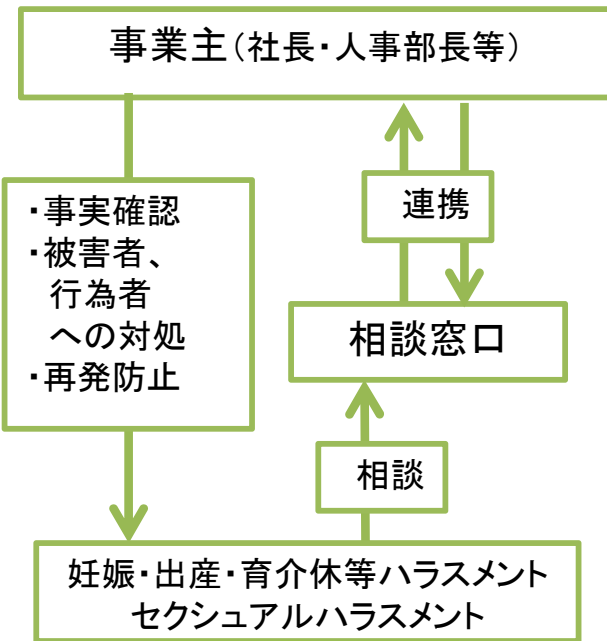 事業主(社長・人事部長等)
・事実確認
・被害者、
行為者
への対処
・再発防止
連携
相談窓口
相談
妊娠・出産・育介休等ハラスメント
セクシュアルハラスメント